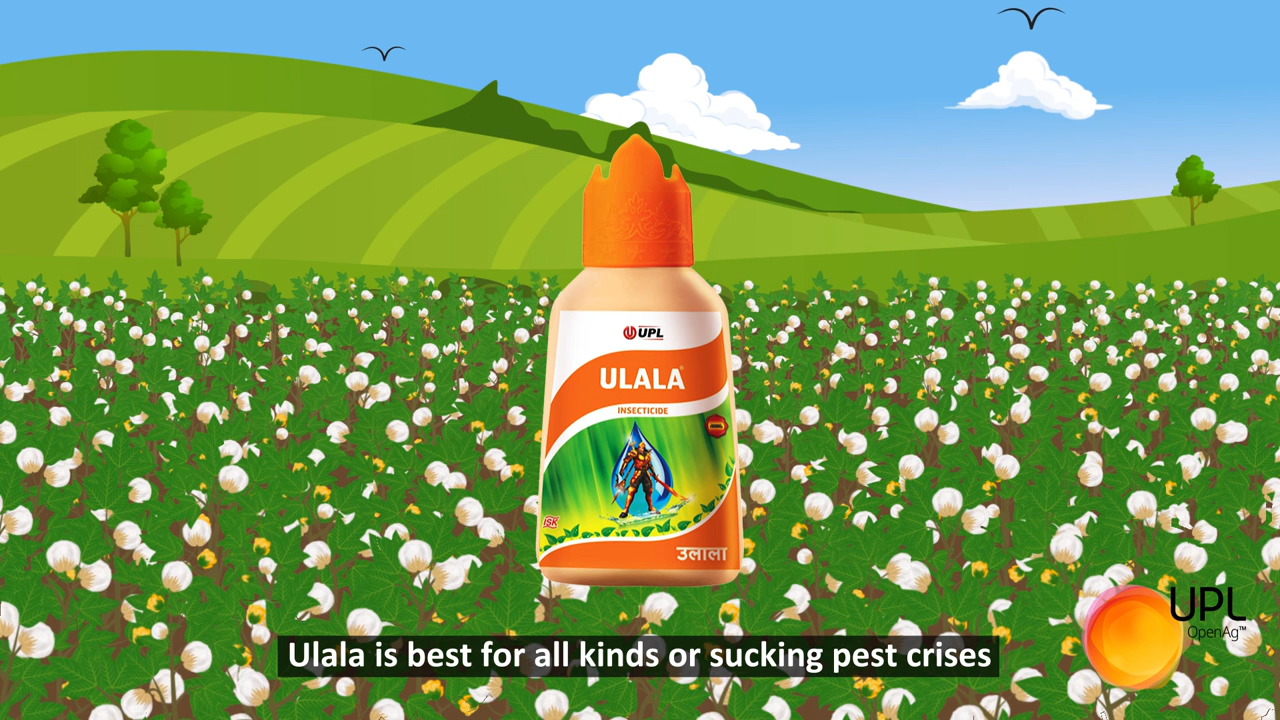 UPL
ULALA
INSECTICIDE
ISK
उलाला
UPL
OpenAg™
Ulala is best for all kinds or sucking pest crises